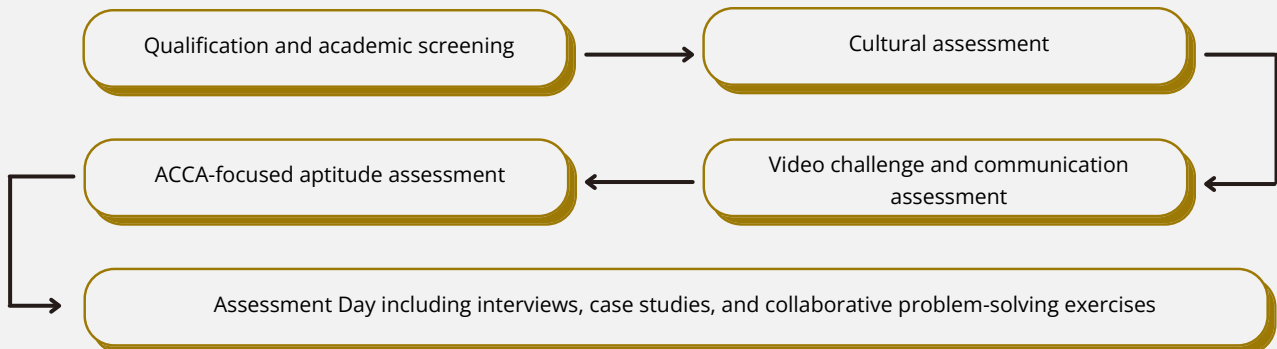 Qualification and academic screening
Cultural assessment
Video challenge and communication
assessment
ACCA-focused aptitude assessment
Assessment Day including interviews, case studies, and collaborative problem-solving exercises